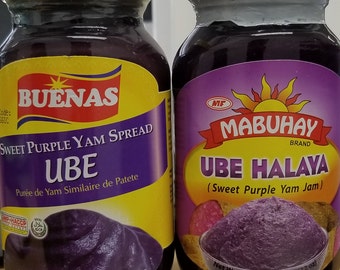 BUENAS
SWEET PURPLE YAM SPREAD
UBE
Purée de Yam Similaire de Patete
MF
MABUHAY
BRAND
UBE HALAYA
(Sweet Purple Yam Jam)